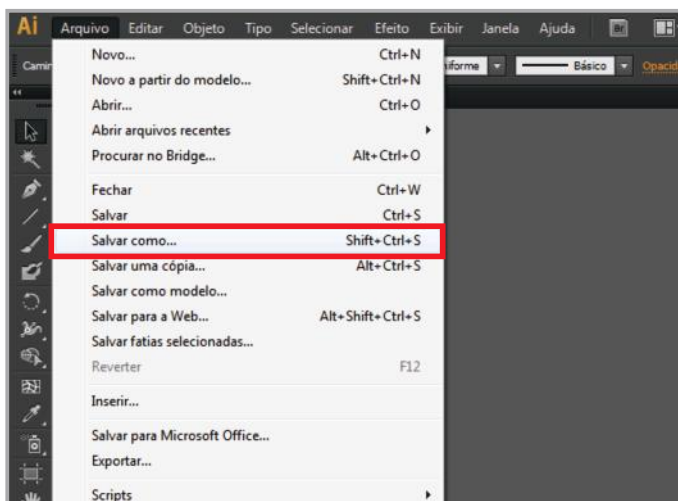 Ai Arquivo Editar Objeto Tipo Selecionar Efeito Exibir Janela Ajuda Br
Novo... Ctrl+N
Novo a partir do modelo... Shift+Ctrl+N
Abrir... Ctrl+O
Abrir arquivos recentes
Procurar no Bridge... Alt+Ctrl+O
Fechar Ctrl+W
Salvar Ctrl+S
Salvar como... Shift+Ctrl+S
Salvar uma cópia... Alt+Ctrl+S
Salvar como modelo...
Salvar para a Web... Alt+Shift+Ctrl+S
Salvar fatias selecionadas...
Reverter F12
Inserir...
Salvar para Microsoft Office...
Exportar...
Scripts
Camin
iforme Básico Opacid